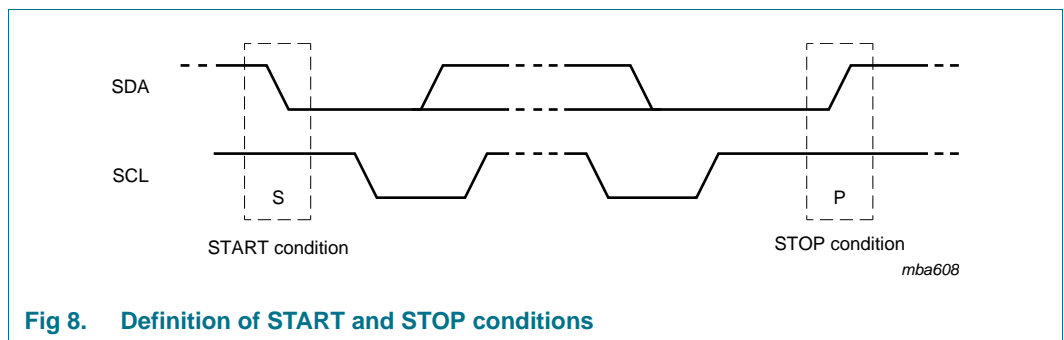 SDA
SCL
S
P
START condition
STOP condition
mba608
Fig 8. Definition of START and STOP conditions